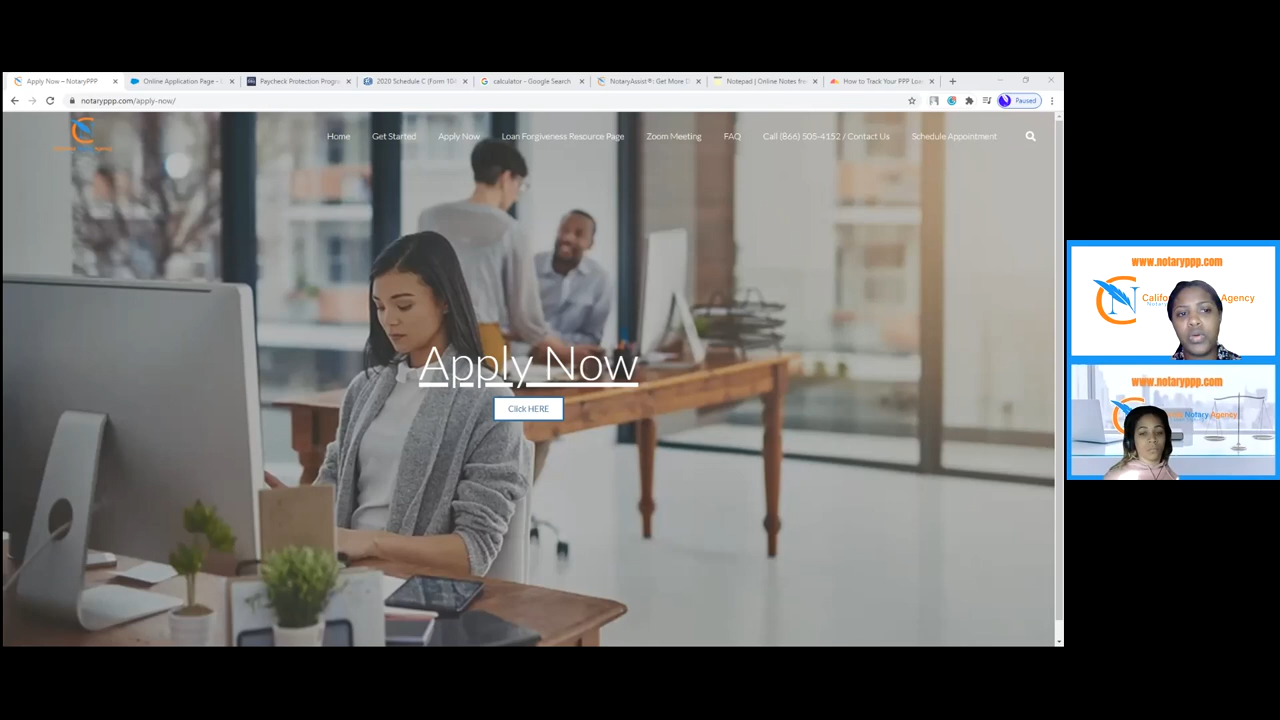 Apply Now – NotaryPPP
Online Application Page -
Paycheck Protection Progr
2020 Schedule C (Form 104
calculator - Google Search
NotaryAssist®: Get More D
Notepad | Online Notes for
How to Track Your PPP Loa
notaryppp.com/apply-now/
Paused
Home
Get Started
Apply Now
Loan Forgiveness Resource Page
Zoom Meeting
FAQ
Call (866) 505-4152 / Contact Us
Schedule Appointment
Apply Now
Click HERE
www.notaryppp.com
Califo Agency
www.notaryppp.com
Notary Agency